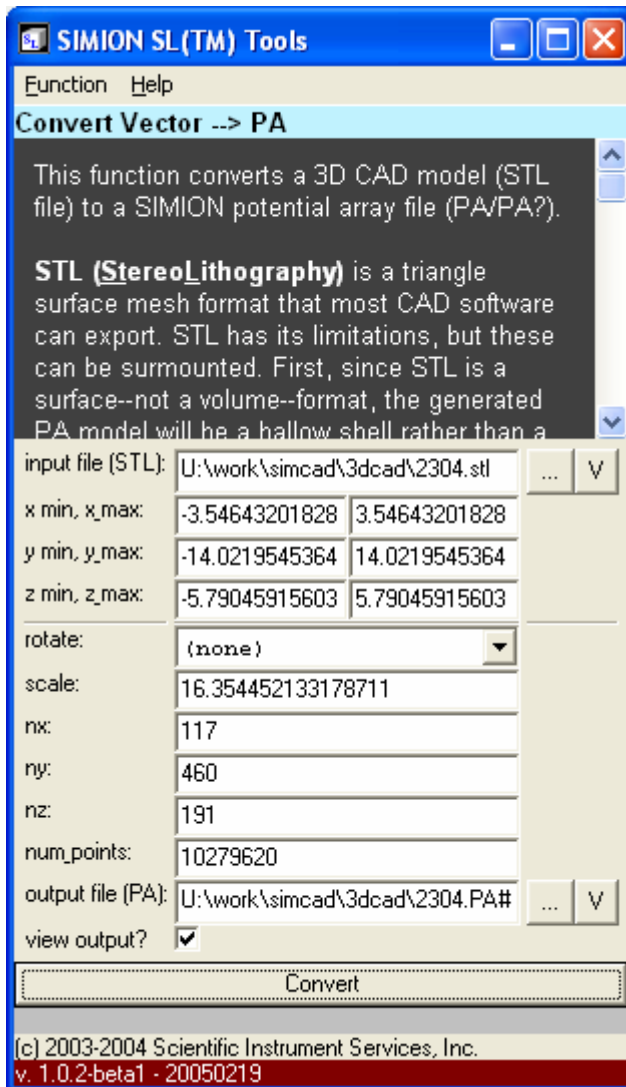 SIMION SL(TM) Tools
Function Help
Convert Vector --> PA
This function converts a 3D CAD model (STL
file) to a SIMION potential array file (PA/PA?).
STL (StereoLithography) is a triangle
surface mesh format that most CAD software
can export. STL has its limitations, but these
can be surmounted. First, since STL is a
surface--not a volume--format, the generated
PA model will be a hallow shell rather than a
input file (STL): U:\work\simcad\3dcad\2304.stl ... V
x min, x_max: -3.54643201828 3.54643201828
y min, y_max: -14.0219545364 14.0219545364
z min, z_max: -5.79045915603 5.79045915603
rotate: (none)
scale: 16.354452133178711
nx: 117
ny: 460
nz: 191
num_points: 10279620
output file (PA): U:\work\simcad\3dcad\2304.PA# ... V
view output?
Convert
(c) 2003-2004 Scientific Instrument Services, Inc.
v. 1.0.2-beta1 - 20050219